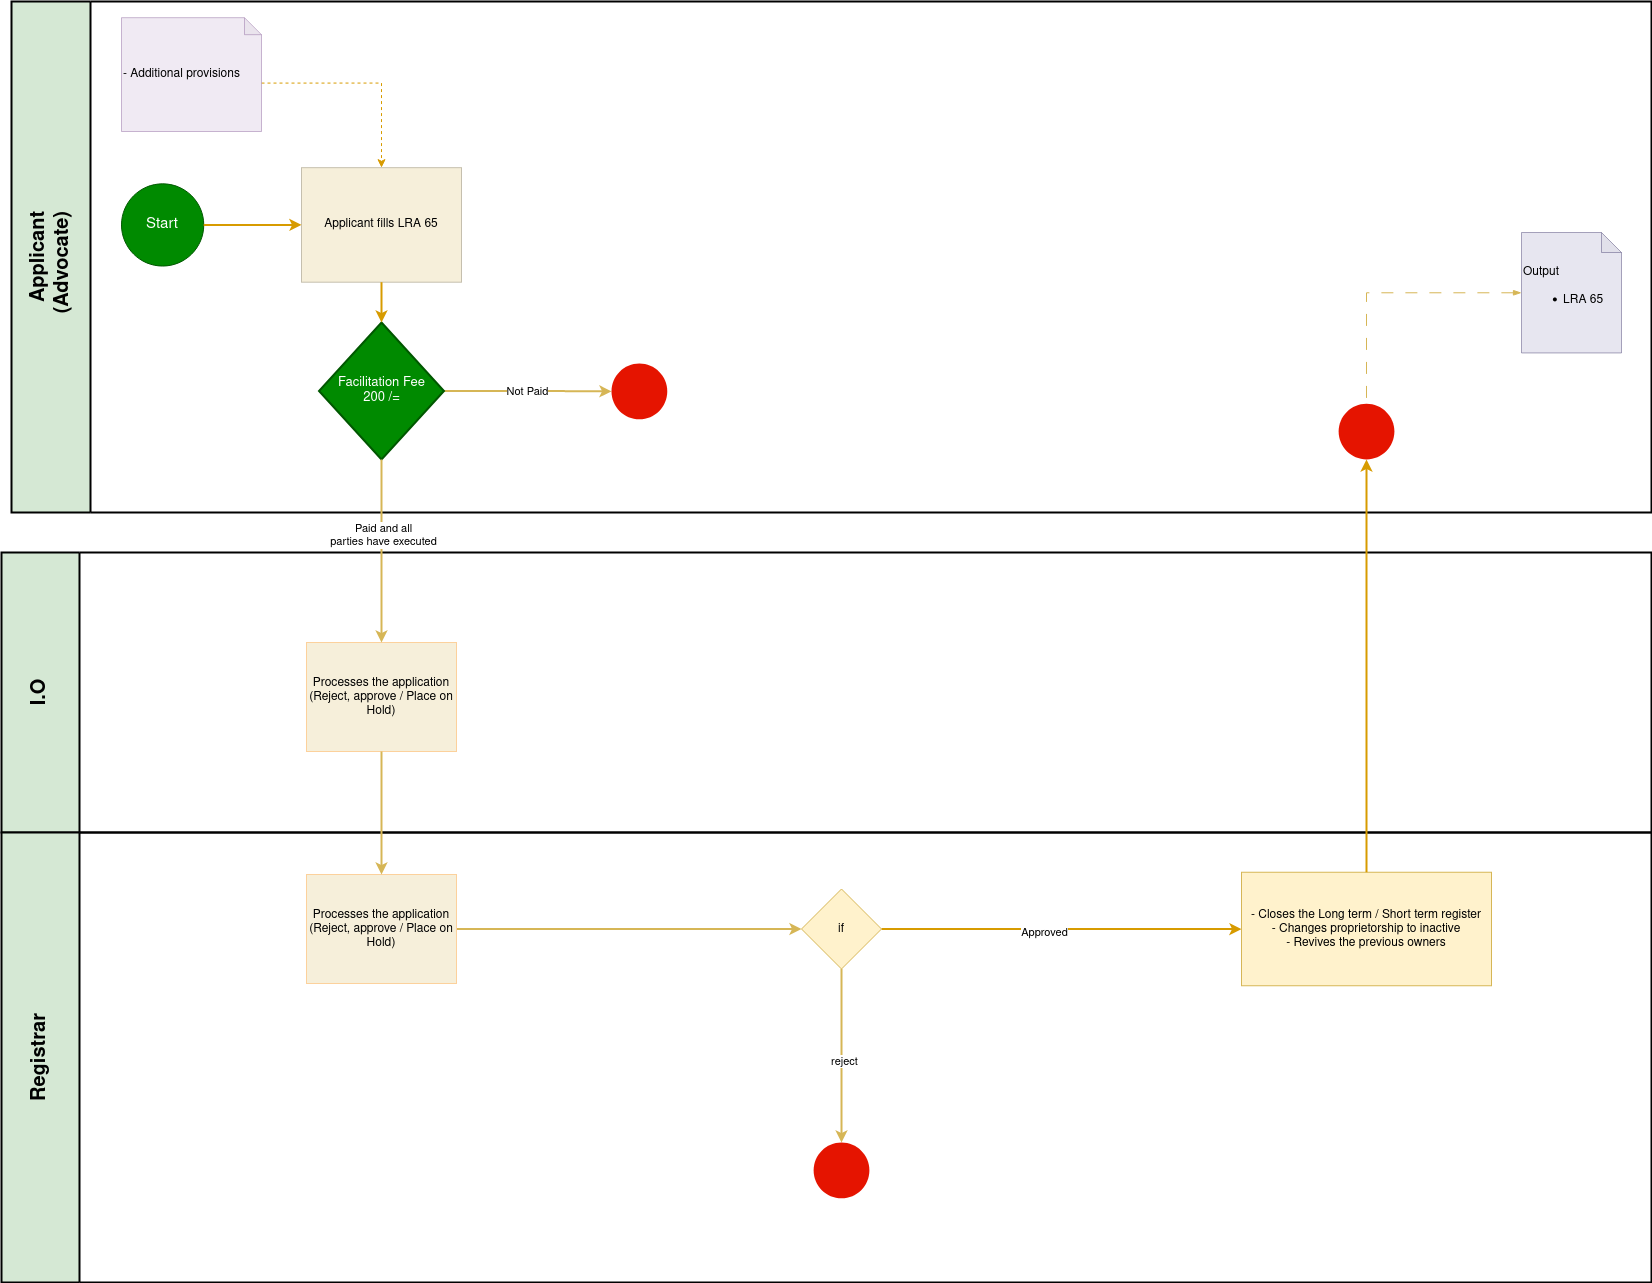 Applicant
(Advocate)
- Additional provisions
Start
Applicant fills LRA 65
Facilitation Fee
200 /=
Not Paid
Output
• LRA 65
Paid and all
parties have executed
I.O
Processes the application
(Reject, approve / Place on
Hold)
Registrar
Processes the application
(Reject, approve / Place on
Hold)
if
Approved
- Closes the Long term / Short term register
- Changes proprietorship to inactive
- Revives the previous owners
reject